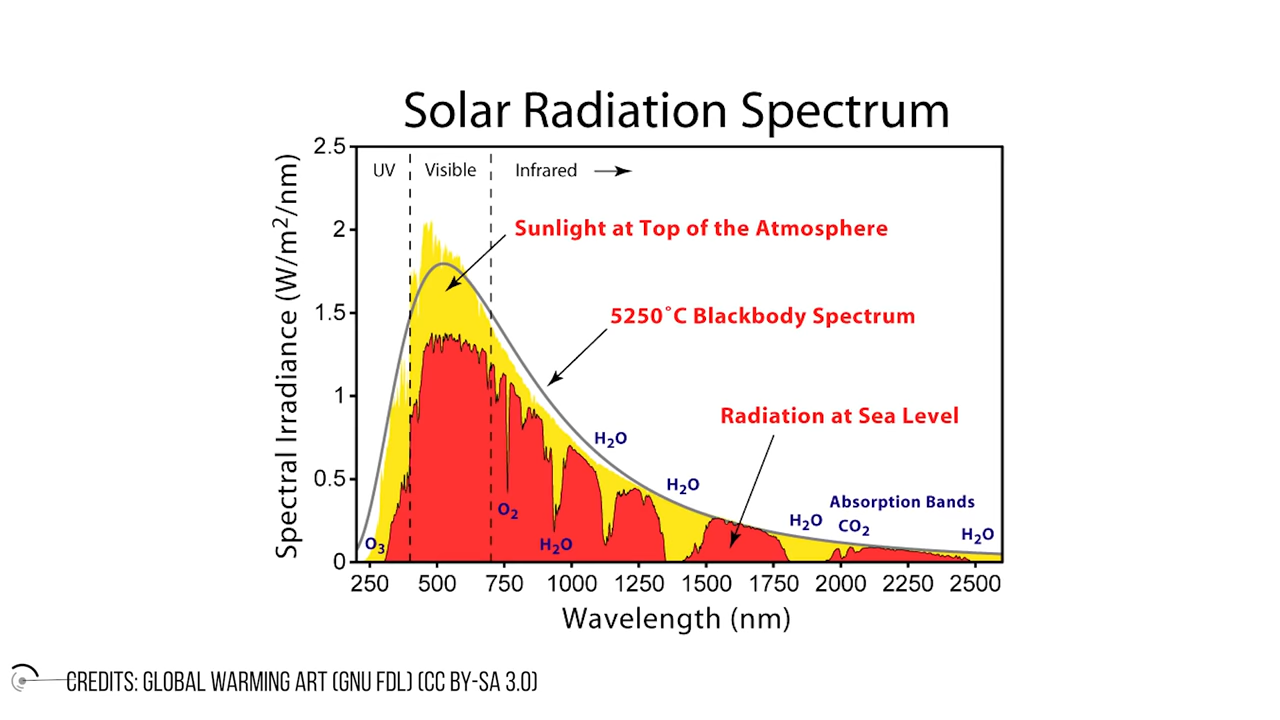 Solar Radiation Spectrum
UV Visible Infrared
Sunlight at Top of the Atmosphere
5250°C Blackbody Spectrum
Radiation at Sea Level
H₂O
H₂O
Absorption Bands
H₂O CO₂ H₂O
O₂
O₃ H₂O
Spectral Irradiance (W/m²/nm)
2.5
2
1.5
1
0.5
0
250 500 750 1000 1250 1500 1750 2000 2250 2500
Wavelength (nm)
CREDITS: GLOBAL WARMING ART (GNU FDL) (CC BY-SA 3.0)